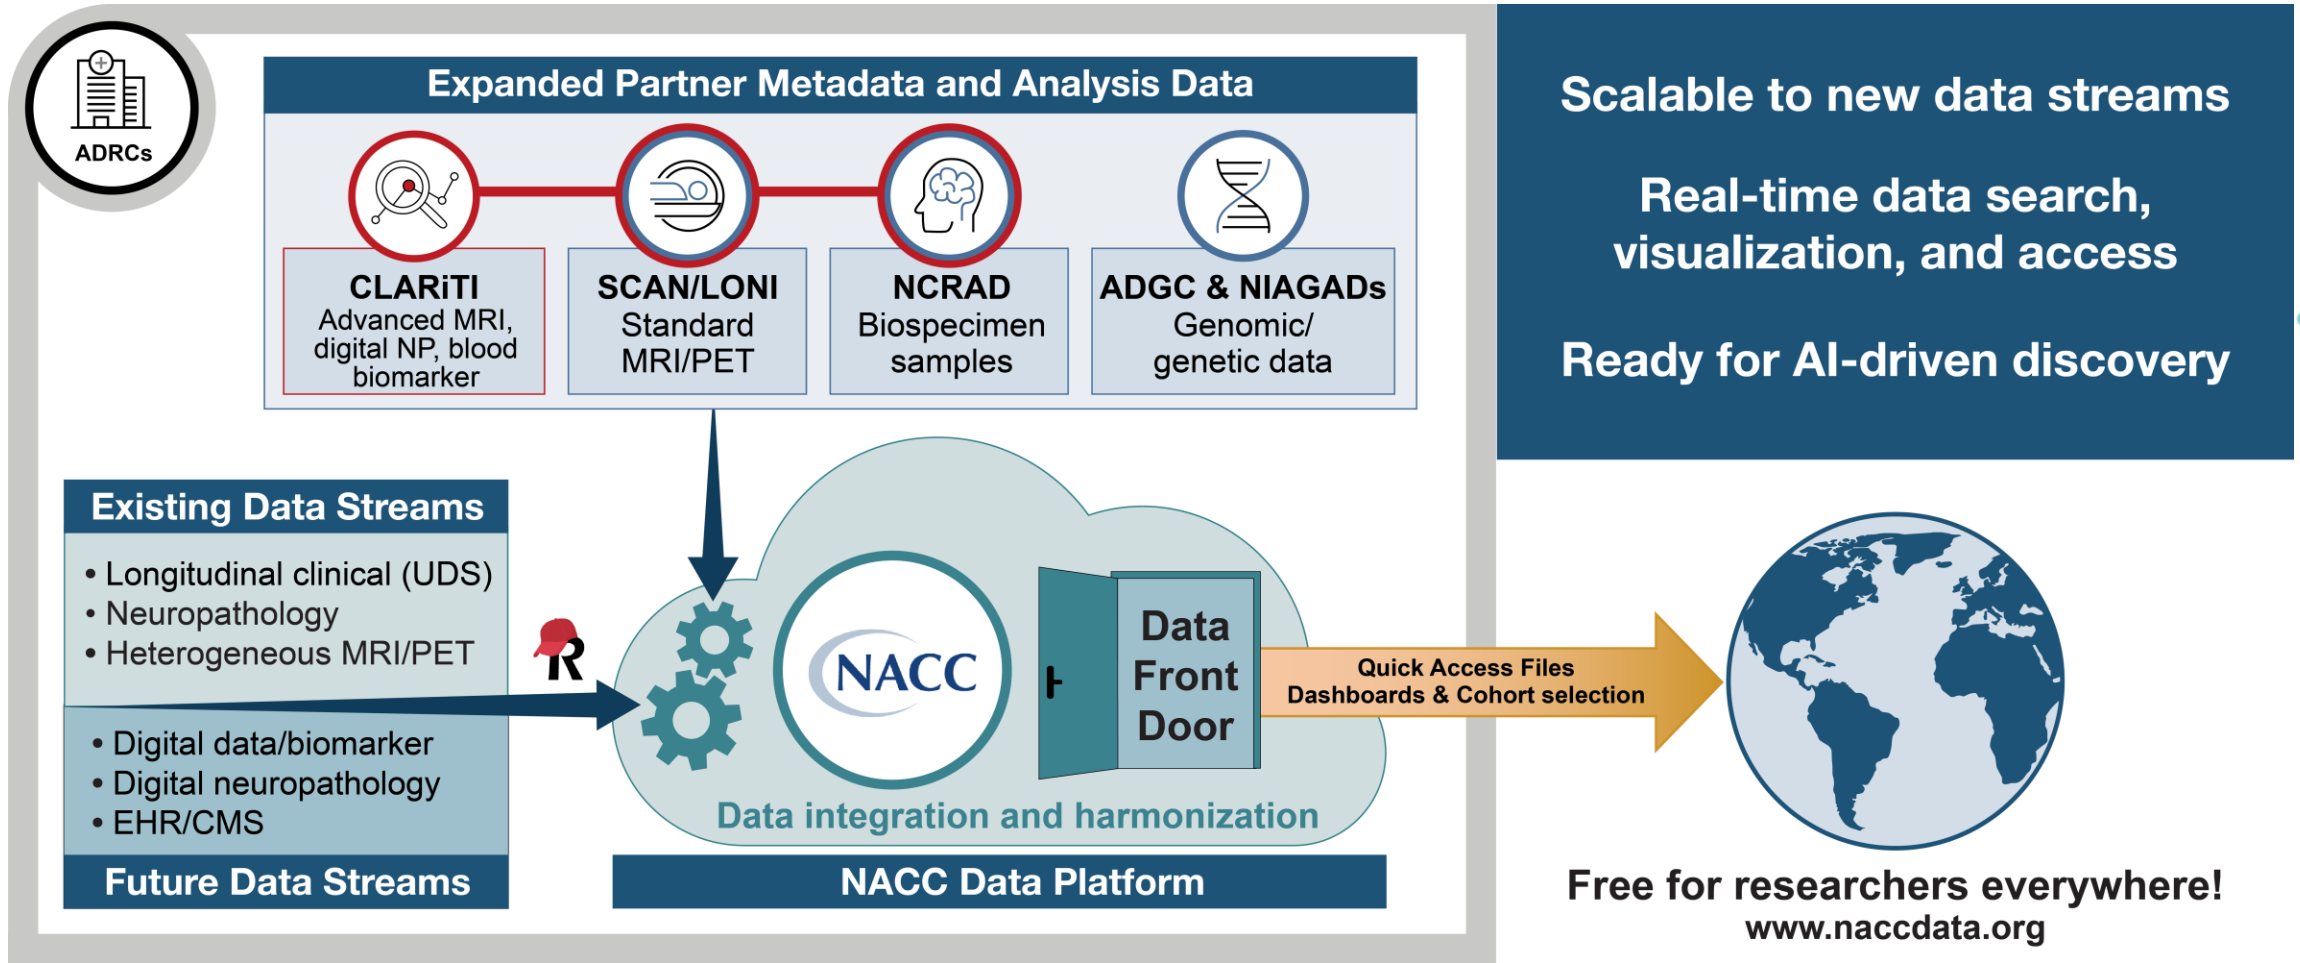 ADRCs
Expanded Partner Metadata and Analysis Data
CLARiTI
Advanced MRI,
digital NP, blood
biomarker
SCAN/LONI
Standard
MRI/PET
NCRAD
Biospecimen
samples
ADGC & NIAGADs
Genomic/
genetic data
Scalable to new data streams
Real-time data search,
visualization, and access
Ready for AI-driven discovery
Existing Data Streams
• Longitudinal clinical (UDS)
• Neuropathology
• Heterogeneous MRI/PET
• Digital data/biomarker
• Digital neuropathology
• EHR/CMS
Future Data Streams
R
NACC
Data
Front
Door
Data integration and harmonization
NACC Data Platform
Quick Access Files
Dashboards & Cohort selection
Free for researchers everywhere!
www.naccdata.org